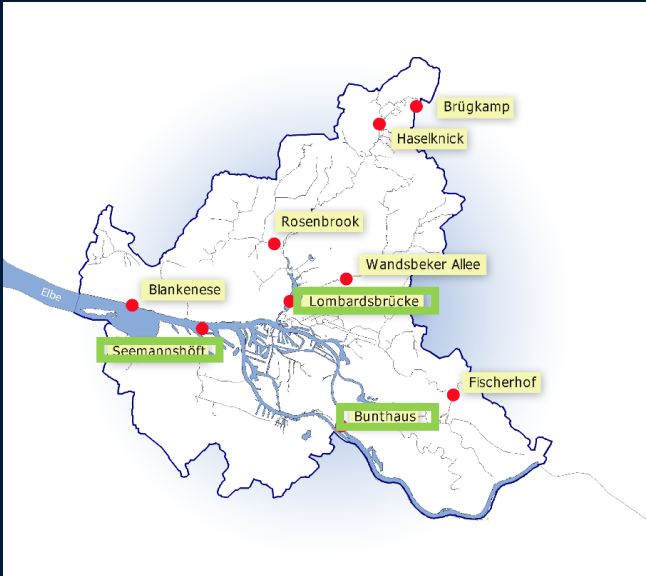 Brügkamp
Haselknick
Rosenbrook
Wandsbeker Allee
Blankenese
Elbe
Lombardsbrücke
Seemannshöft
Fischerhof
Bunthaus